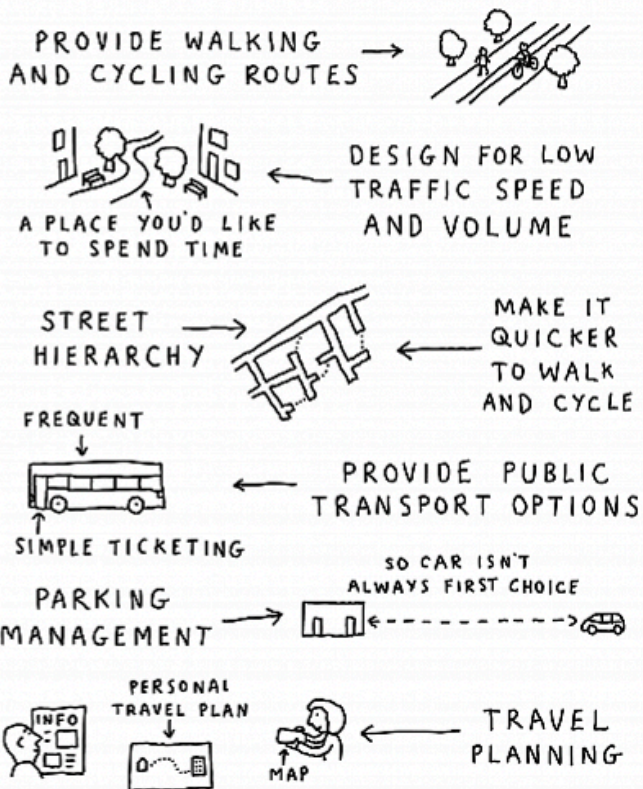 PROVIDE WALKING
AND CYCLING ROUTES
DESIGN FOR LOW
TRAFFIC SPEED
AND VOLUME
A PLACE YOU'D LIKE
TO SPEND TIME
STREET
HIERARCHY
MAKE IT
QUICKER
TO WALK
AND CYCLE
FREQUENT
SIMPLE TICKETING
PROVIDE PUBLIC
TRANSPORT OPTIONS
PARKING
MANAGEMENT
SO CAR ISN'T
ALWAYS FIRST CHOICE
INFO
PERSONAL
TRAVEL PLAN
MAP
TRAVEL
PLANNING